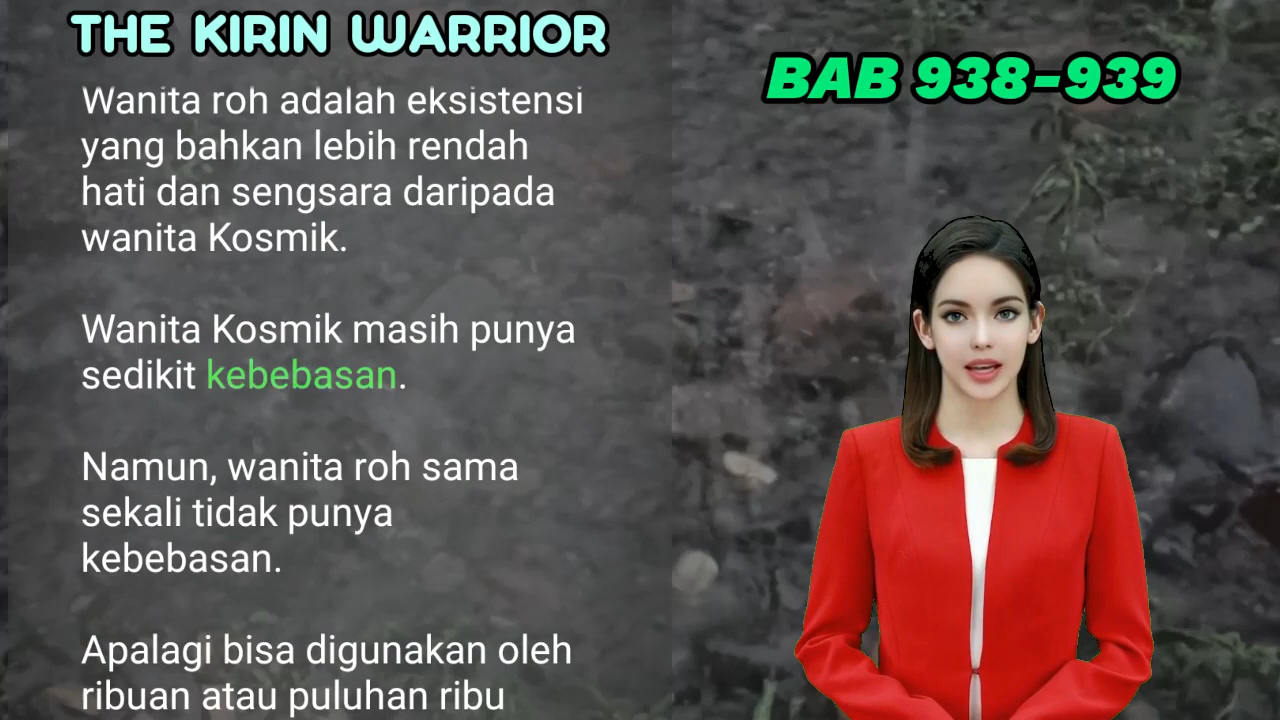 THE KIRIN WARRIOR
BAB 938-939
Wanita roh adalah eksistensi
yang bahkan lebih rendah
hati dan sengsara daripada
wanita Kosmik.
Wanita Kosmik masih punya
sedikit kebebasan.
Namun, wanita roh sama
sekali tidak punya
kebebasan.
Apalagi bisa digunakan oleh
ribuan atau puluhan ribu